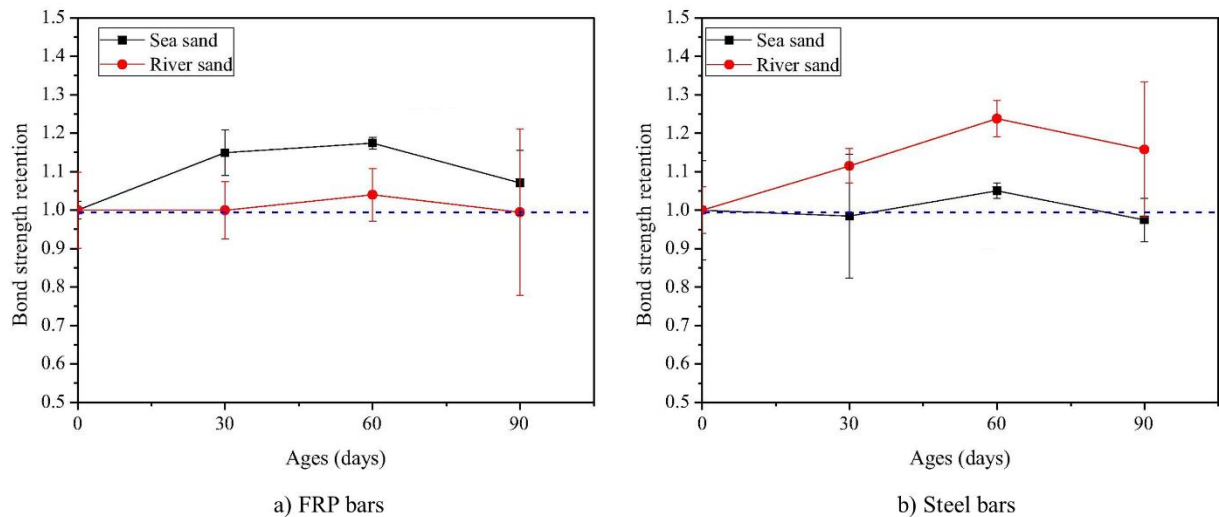 1.5
1.4
1.3
1.2
1.1
1.0
0.9
0.8
0.7
0.6
0.5
Bond strength retention
Sea sand
River sand
0 30 60 90
Ages (days)
a) FRP bars
1.5
1.4
1.3
1.2
1.1
1.0
0.9
0.8
0.7
0.6
0.5
Bond strength retention
Sea sand
River sand
0 30 60 90
Ages (days)
b) Steel bars